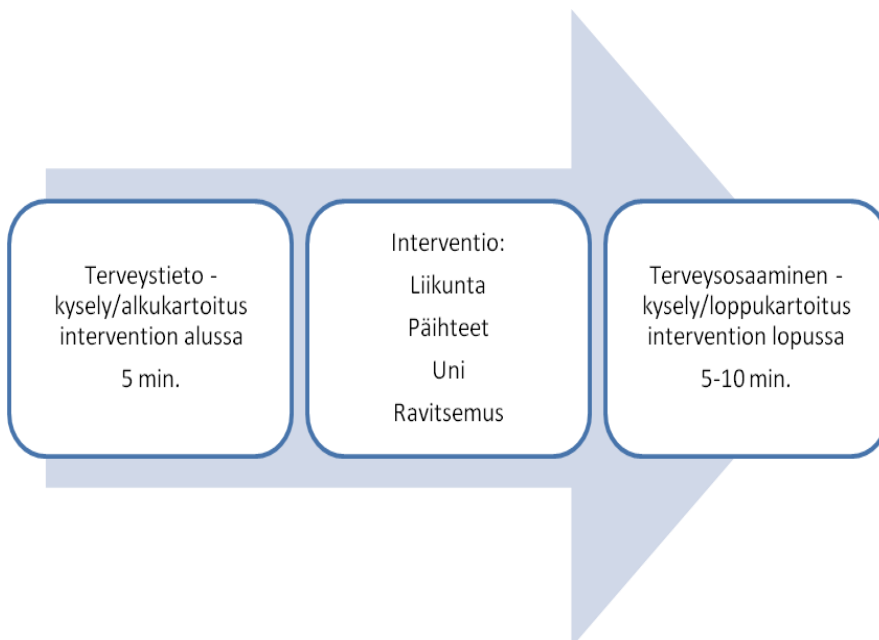 Terveystieto -
kysely/alkukartoitus
intervention alussa
5 min.
Interventio:
Liikunta
Päihteet
Uni
Ravitsemus
Terveysosaaminen -
kysely/loppukartoitus
intervention lopussa
5-10 min.